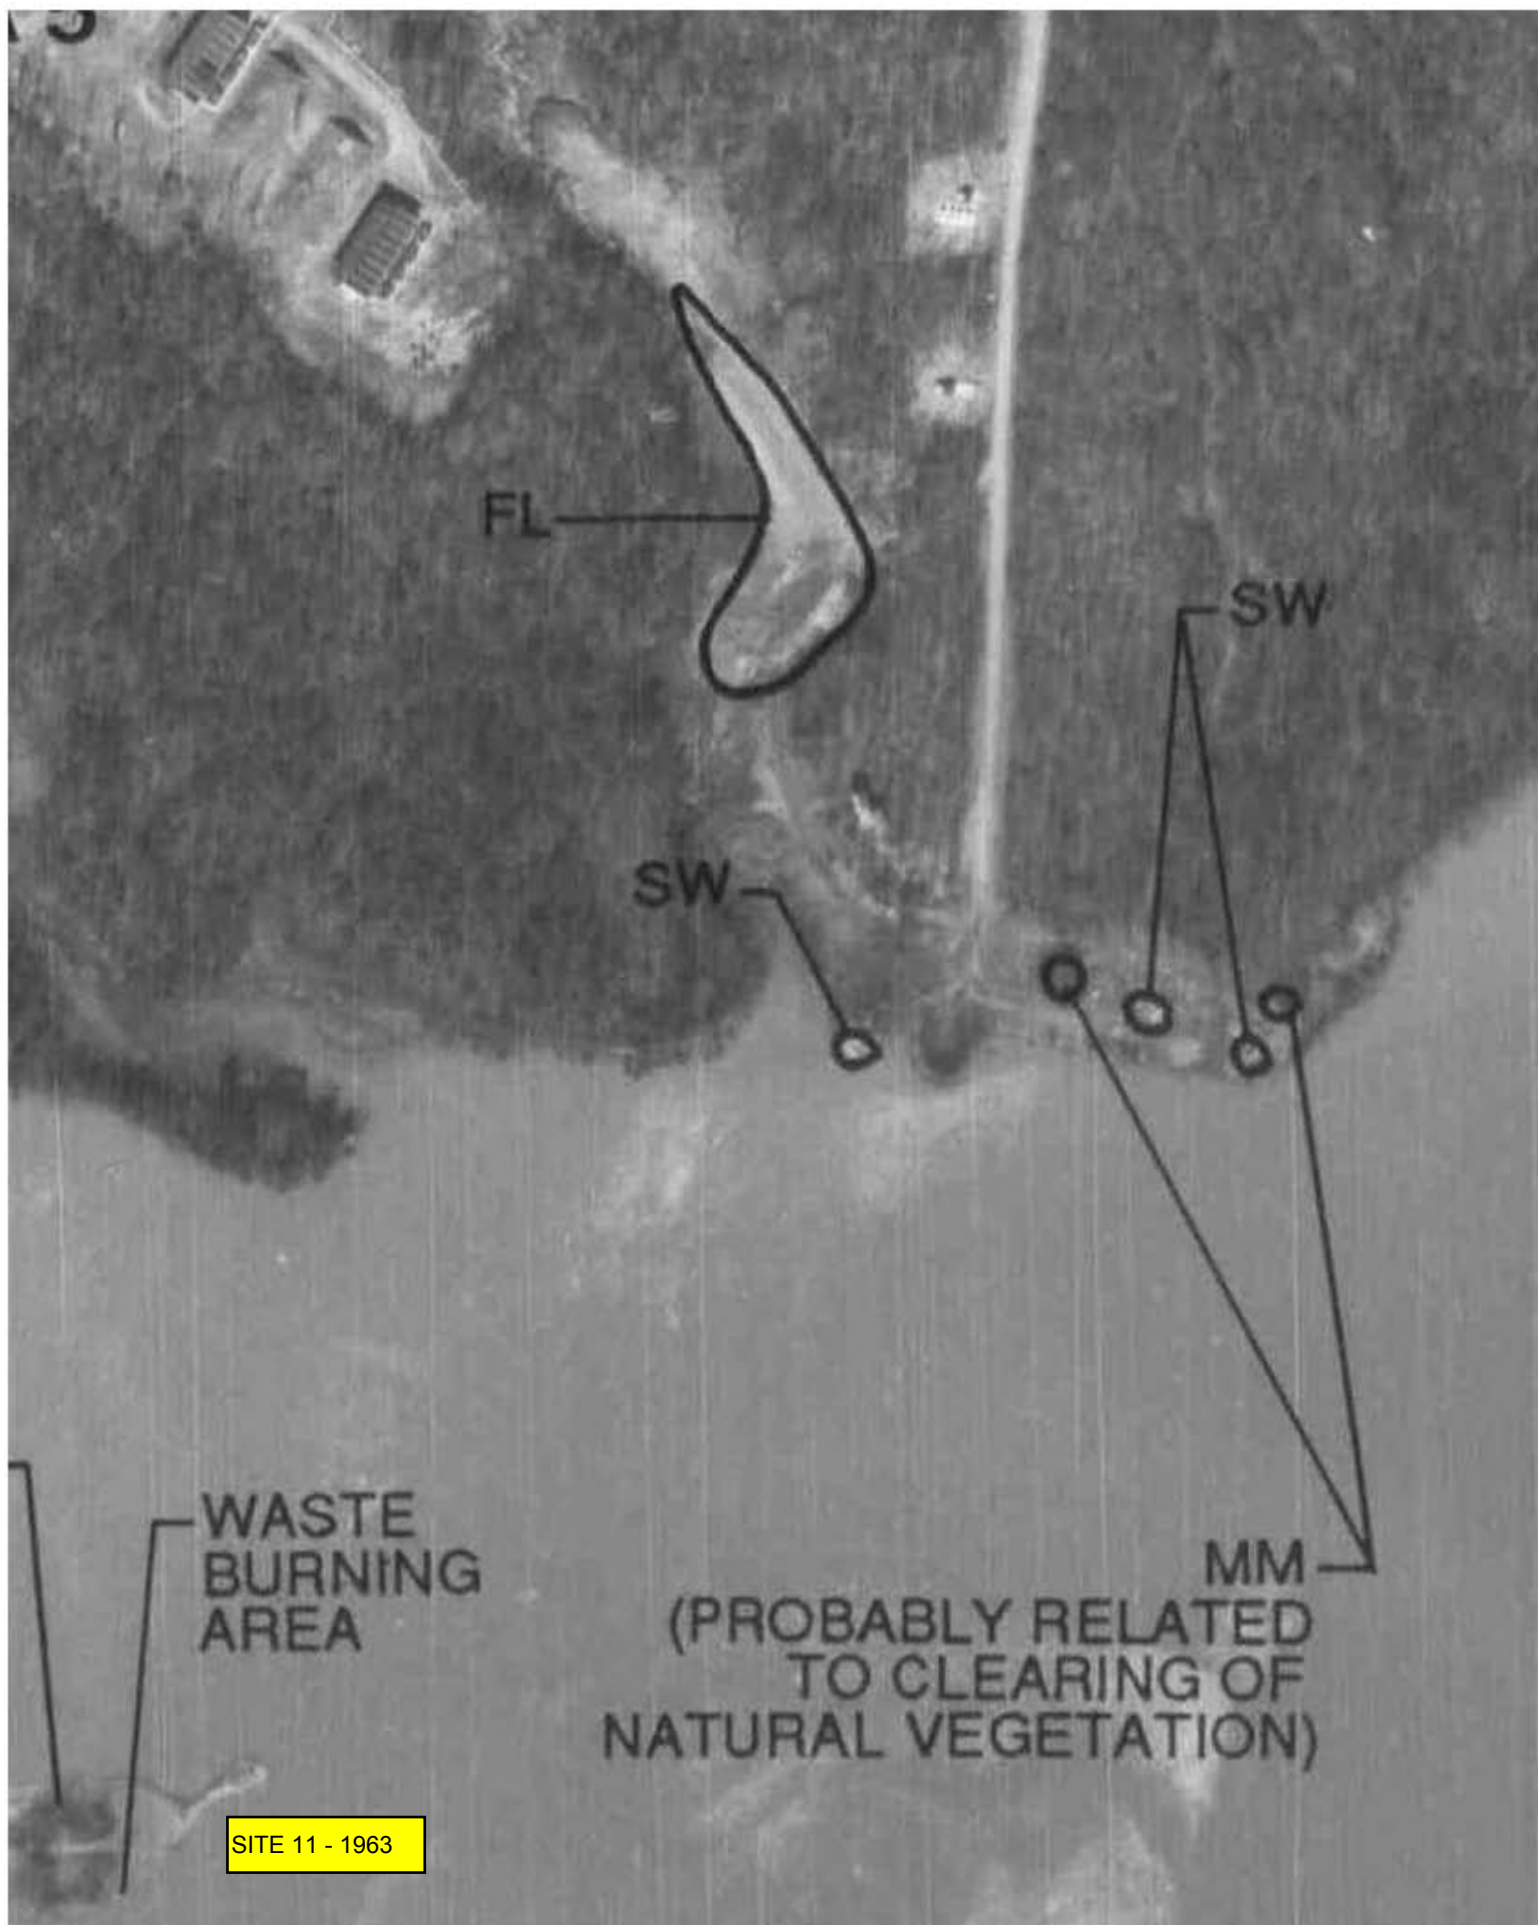 FL
SW
SW
WASTE
BURNING
AREA
MM
(PROBABLY RELATED
TO CLEARING OF
NATURAL VEGETATION)
SITE 11 - 1963